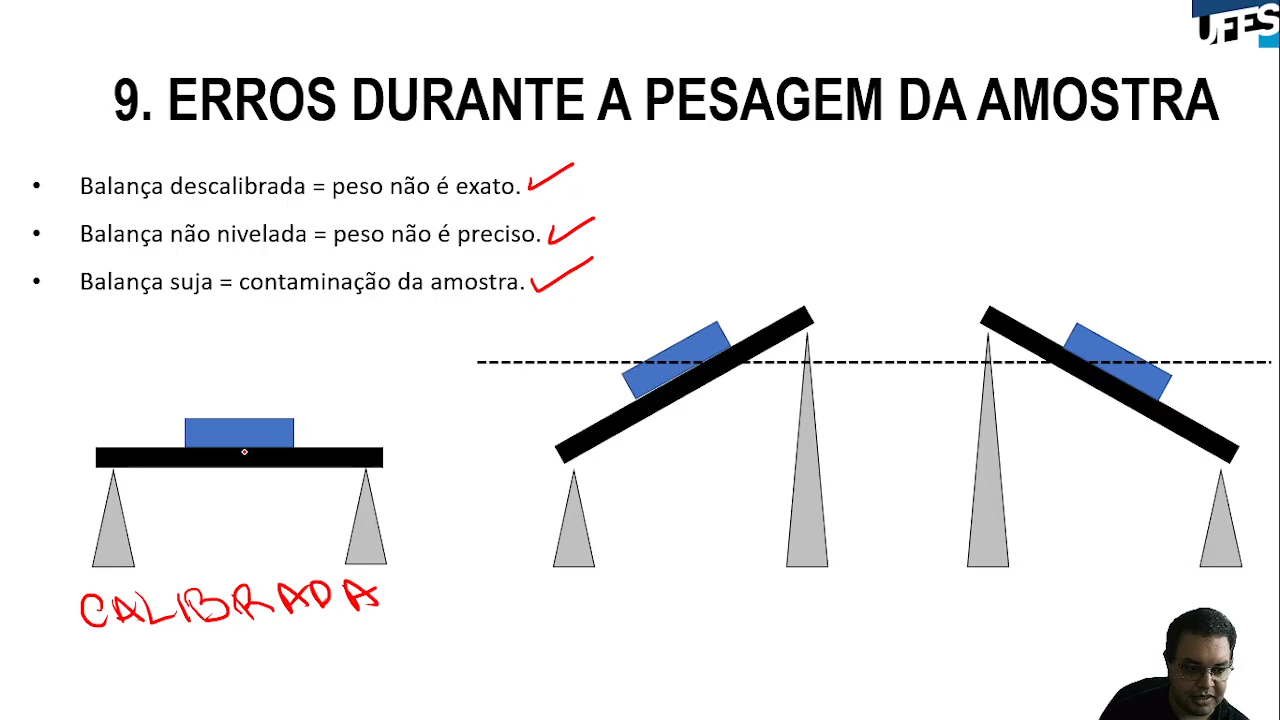 UFES
9. ERROS DURANTE A PESAGEM DA AMOSTRA
• Balança descalibrada = peso não é exato.
• Balança não nivelada = peso não é preciso.
• Balança suja = contaminação da amostra.
CALIBRADA